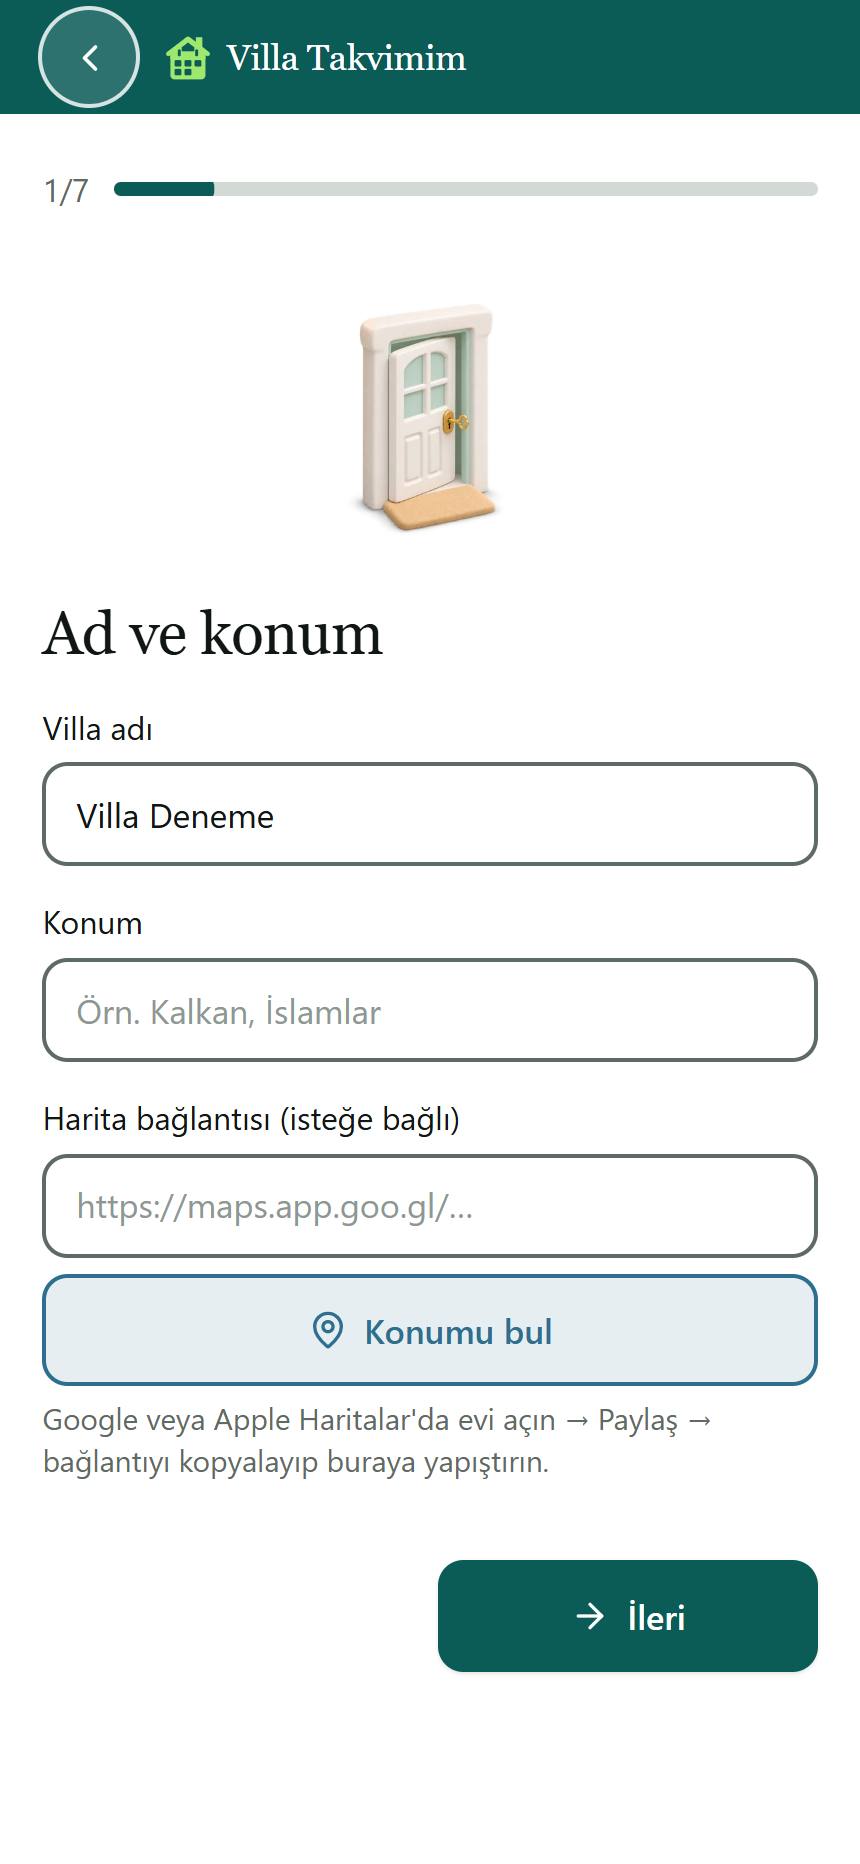 Villa Takvimim
1/7
Ad ve konum
Villa adı
Villa Deneme
Konum
Örn. Kalkan, İslamlar
Harita bağlantısı (isteğe bağlı)
https://maps.app.goo.gl/...
Konumu bul
Google veya Apple Haritalar'da evi açın → Paylaş →
bağlantıyı kopyalayıp buraya yapıştırın.
→ İleri